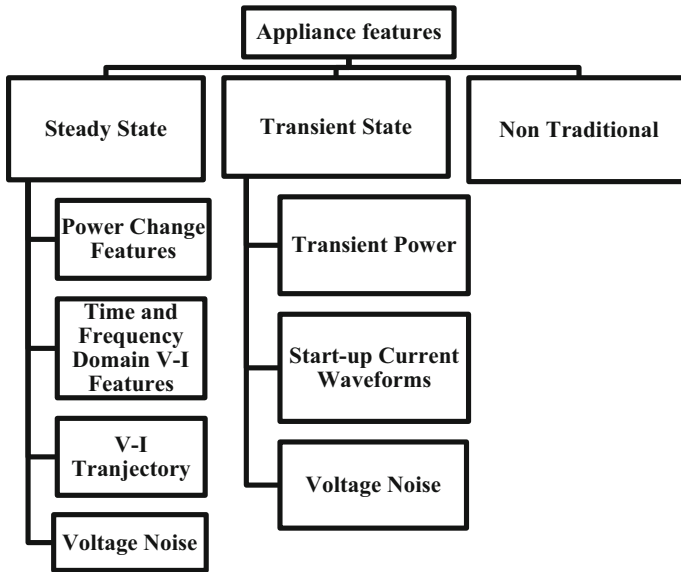 Appliance features
Steady State
Transient State
Non Traditional
Power Change
Features
Time and
Frequency
Domain V-I
Features
V-I
Tranjectory
Voltage Noise
Transient Power
Start-up Current
Waveforms
Voltage Noise